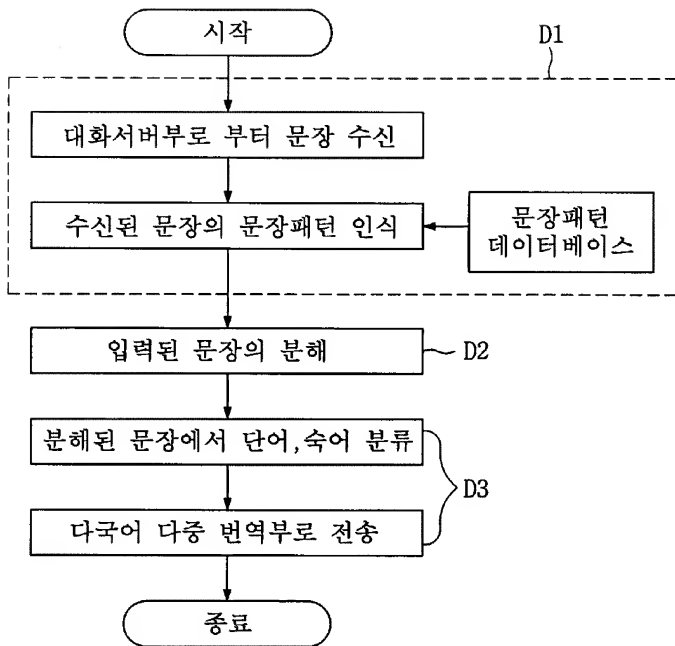 시작
D1
대화서버부로 부터 문장 수신
수신된 문장의 문장패턴 인식
문장패턴
데이터베이스
입력된 문장의 분해
D2
분해된 문장에서 단어,숙어 분류
D3
다국어 다중 번역부로 전송
종료